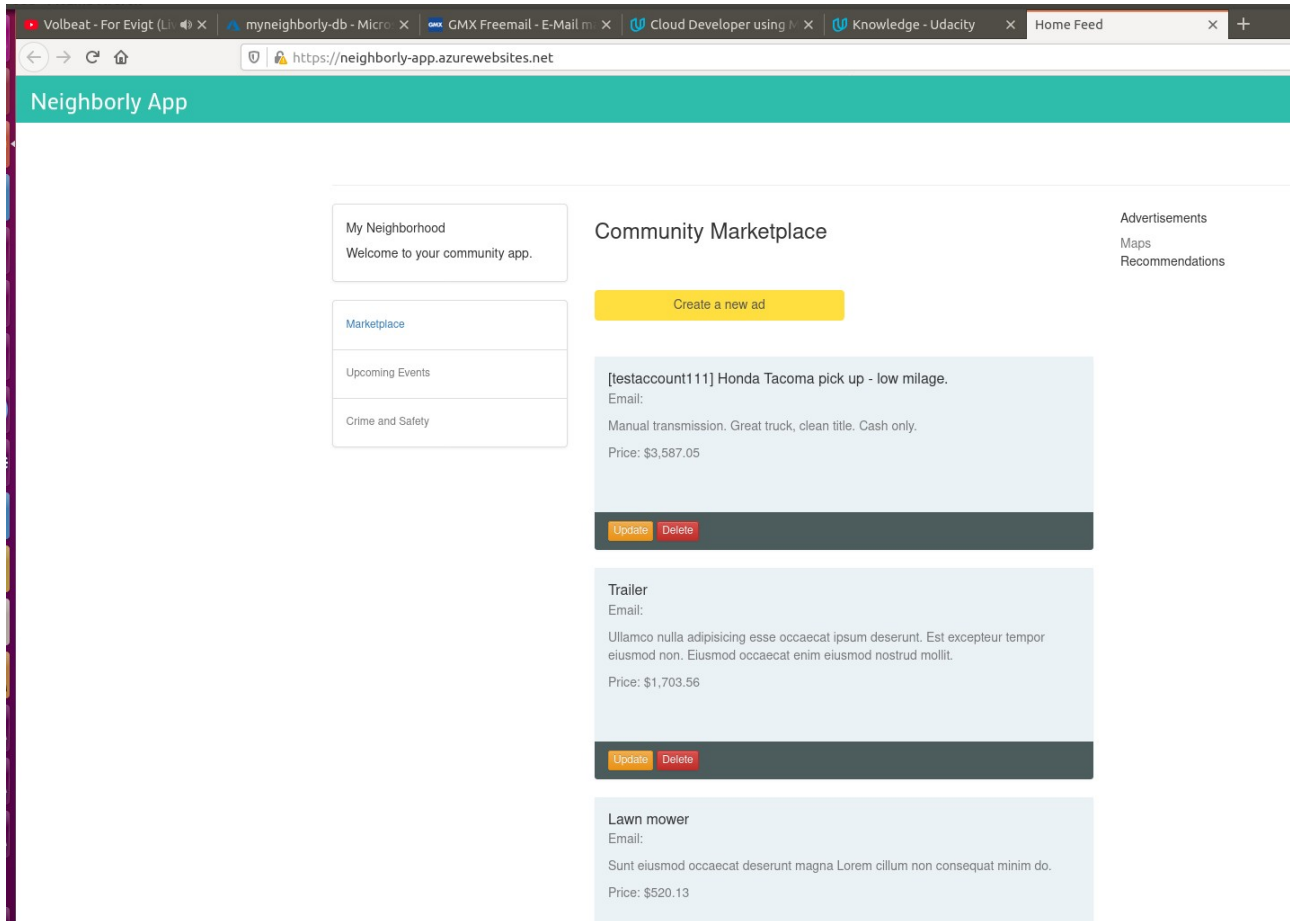 Volbeat - For Evigt (Liv
myneighborly-db - Micro
GMX Freemail - E-Mail m
Cloud Developer using M
Knowledge - Udacity
Home Feed
https://neighborly-app.azurewebsites.net
Neighborly App
My Neighborhood
Welcome to your community app.
Marketplace
Upcoming Events
Crime and Safety
Community Marketplace
Create a new ad
[testaccount111] Honda Tacoma pick up - low milage.
Email:
Manual transmission. Great truck, clean title. Cash only.
Price: $3,587.05
Update Delete
Trailer
Email:
Ullamco nulla adipisicing esse occaecat ipsum deserunt. Est excepteur tempor
eiusmod non. Eiusmod occaecat enim eiusmod nostrud mollit.
Price: $1,703.56
Update Delete
Lawn mower
Email:
Sunt eiusmod occaecat deserunt magna Lorem cillum non consequat minim do.
Price: $520.13
Advertisements
Maps
Recommendations